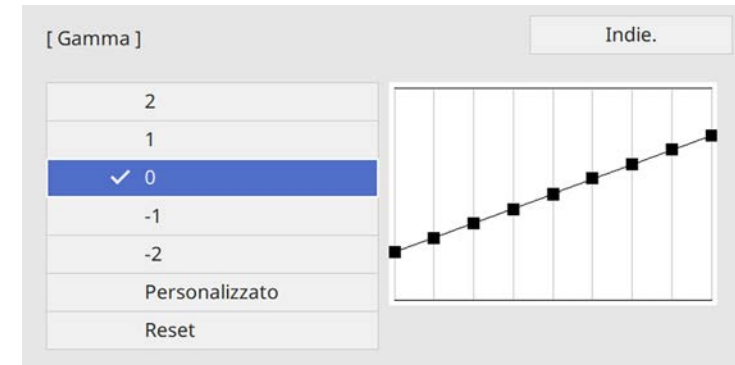 [ Gamma ]
Indie.
2
1
0
-1
-2
Personalizzato
Reset